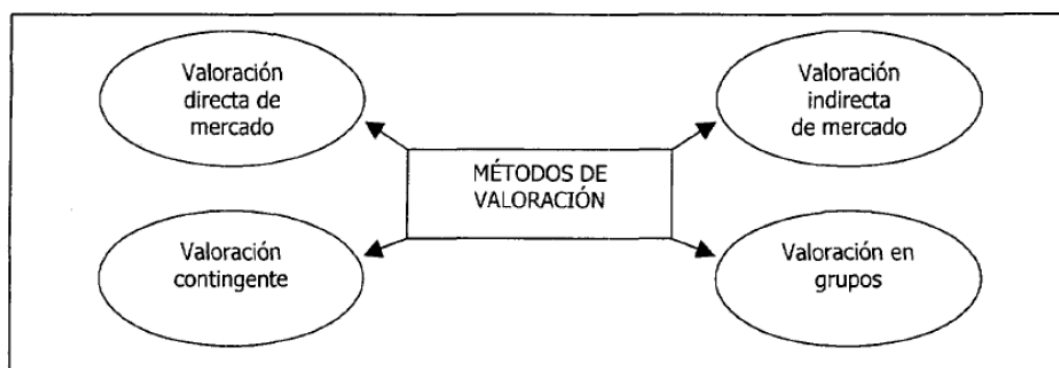 Valoración
directa de
mercado
Valoración
indirecta
de mercado
MÉTODOS DE
VALORACIÓN
Valoración
contingente
Valoración en
grupos